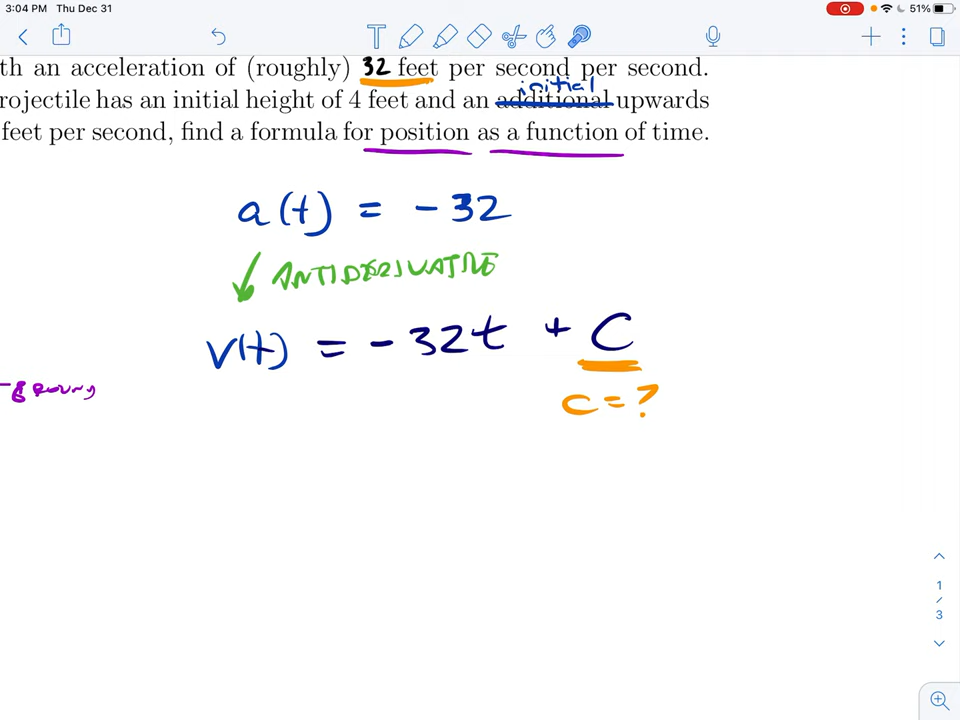 3:04 PM Thu Dec 31
51%
th an acceleration of (roughly) 32 feet per second per second.
initial
rojectile has an initial height of 4 feet and an additional upwards
feet per second, find a formula for position as a function of time.
a(t) = -32
ANTIDERIVATIVE
v(t) = -32t + C
C = ?
1
/
3